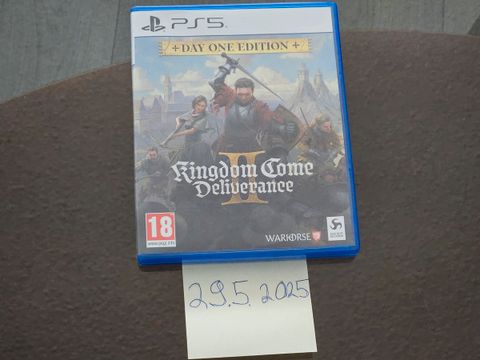 PS5
+DAY ONE EDITION+
Kingdom Come
II
Deliverance
18
WARHORSE
29.5.2025